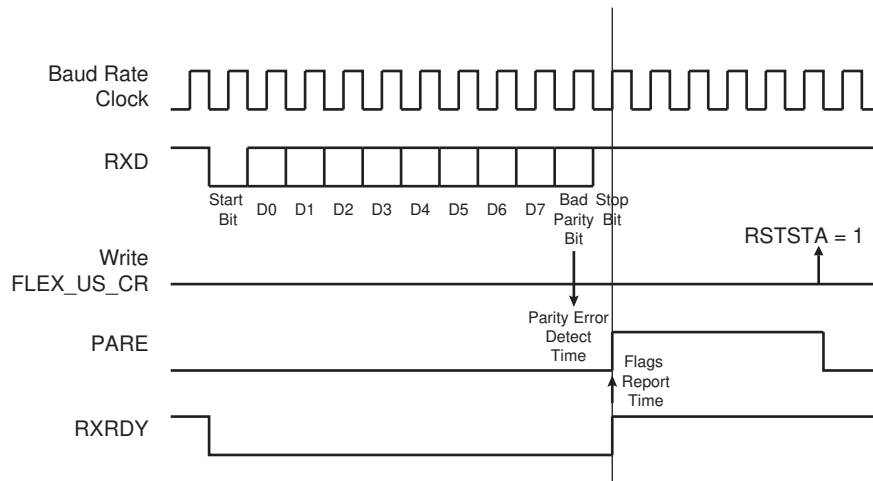 Baud Rate
Clock
RXD
Start
Bit
D0 D1 D2 D3 D4 D5 D6 D7
Bad
Parity
Bit
Stop
Bit
RSTSTA = 1
Write
FLEX_US_CR
Parity Error
Detect
Time
PARE
Flags
Report
Time
RXRDY